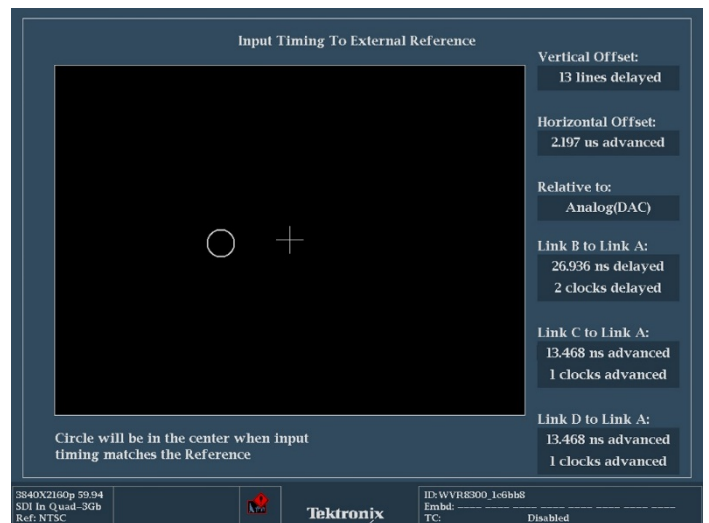 Input Timing To External Reference
Vertical Offset:
13 lines delayed
Horizontal Offset:
2.197 us advanced
Relative to:
Analog(DAC)
Link B to Link A:
26.936 ns delayed
2 clocks delayed
Link C to Link A:
13.468 ns advanced
1 clocks advanced
Link D to Link A:
13.468 ns advanced
1 clocks advanced
Circle will be in the center when input
timing matches the Reference
3840X2160p 59.94
SDI In Quad-3Gb
Ref: NTSC
Tektronix
ID: WVR8300_1c6bb8
Embd: ---- ---- ---- ---- ---- ---- ---- ----
TC: Disabled